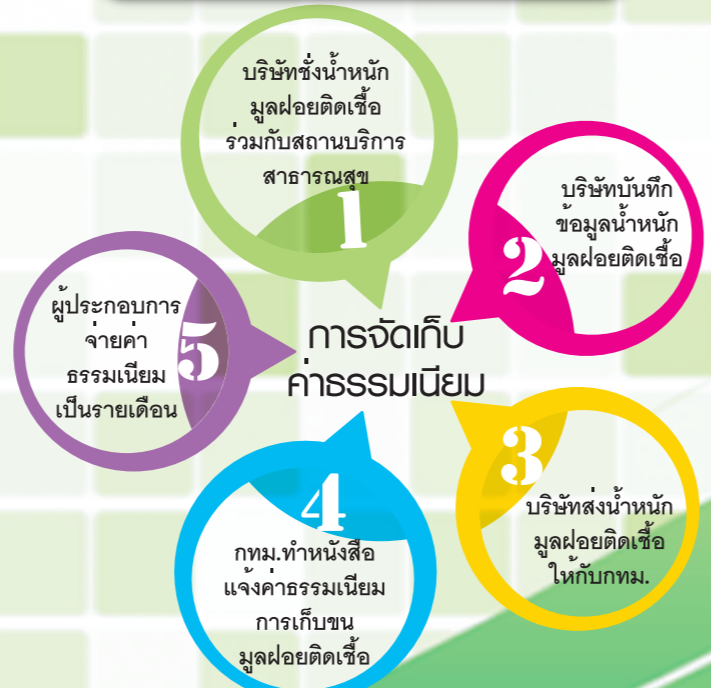 การจัดเก็บ
ค่าธรรมเนียม
บริษัทชั่งน้ำหนัก
มูลฝอยติดเชื้อ
ร่วมกับสถานบริการ
สาธารณสุข
1
บริษัทบันทึก
ข้อมูลน้ำหนัก
มูลฝอยติดเชื้อ
2
3
บริษัทส่งน้ำหนัก
มูลฝอยติดเชื้อ
ให้กับกทม.
4
กทม.ทำหนังสือ
แจ้งค่าธรรมเนียม
การเก็บขน
มูลฝอยติดเชื้อ
ผู้ประกอบการ
จ่ายค่า
ธรรมเนียม
เป็นรายเดือน
5